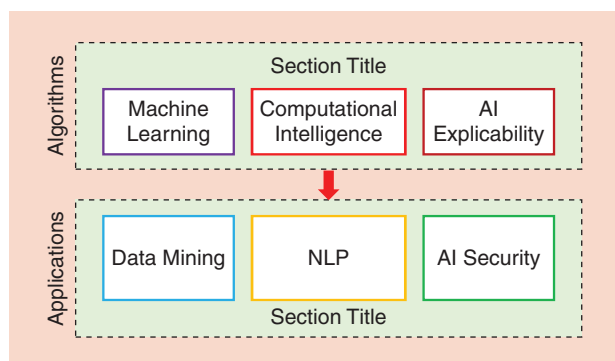 Algorithms
Section Title
Machine
Learning
Computational
Intelligence
AI
Explicability
Applications
Data Mining
NLP
AI Security
Section Title